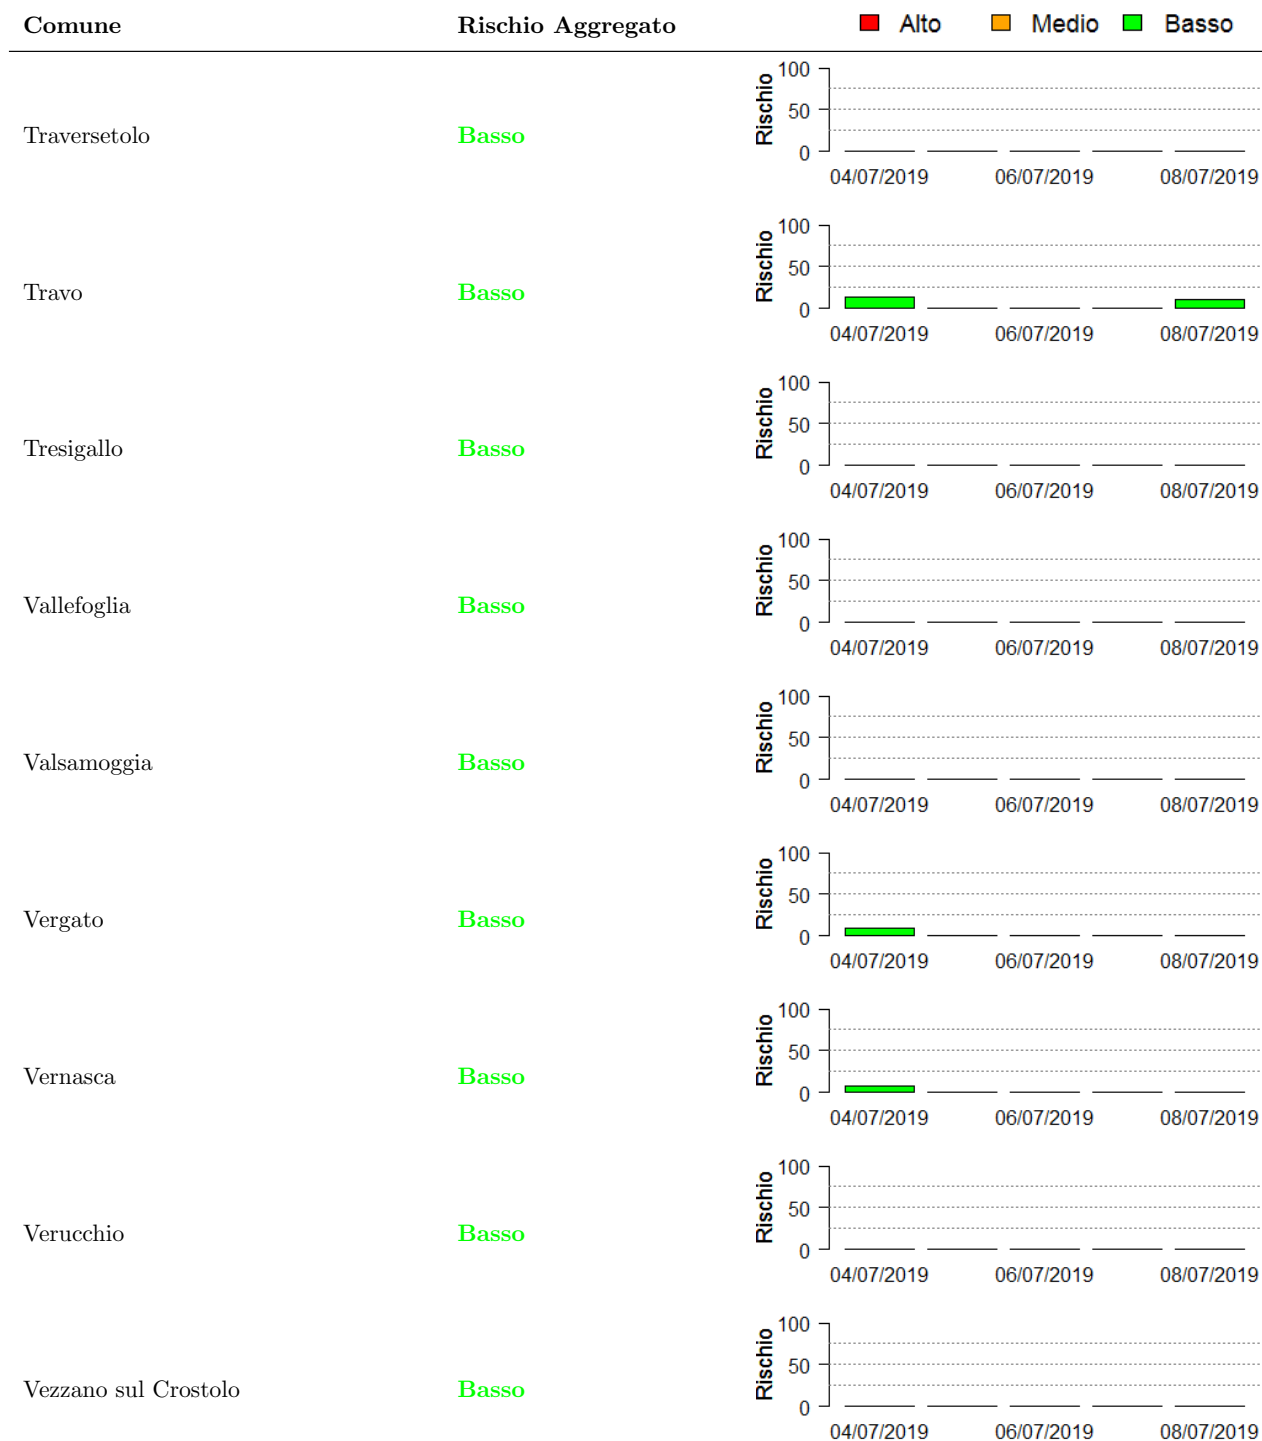 Comune Rischio Aggregato Alto Medio Basso
100
50
0
Rischio
Traversetolo Basso
04/07/2019 06/07/2019 08/07/2019
100
50
0
Rischio
Travo Basso
04/07/2019 06/07/2019 08/07/2019
100
50
0
Rischio
Tresigallo Basso
04/07/2019 06/07/2019 08/07/2019
100
50
0
Rischio
Vallefoglia Basso
04/07/2019 06/07/2019 08/07/2019
100
50
0
Rischio
Valsamoggia Basso
04/07/2019 06/07/2019 08/07/2019
100
50
0
Rischio
Vergato Basso
04/07/2019 06/07/2019 08/07/2019
100
50
0
Rischio
Vernasca Basso
04/07/2019 06/07/2019 08/07/2019
100
50
0
Rischio
Verucchio Basso
04/07/2019 06/07/2019 08/07/2019
100
50
0
Rischio
Vezzano sul Crostolo Basso
04/07/2019 06/07/2019 08/07/2019